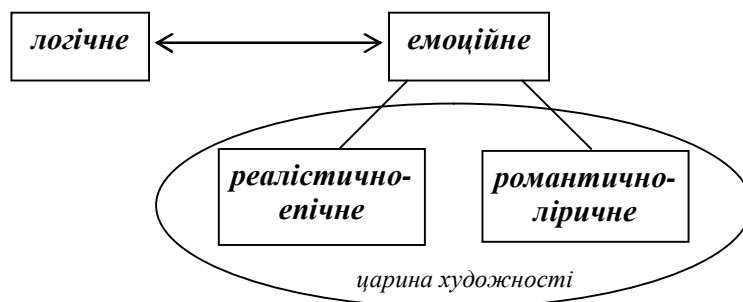 логічне
емоційне
реалістично-
епічне
романтично-
ліричне
царина художності